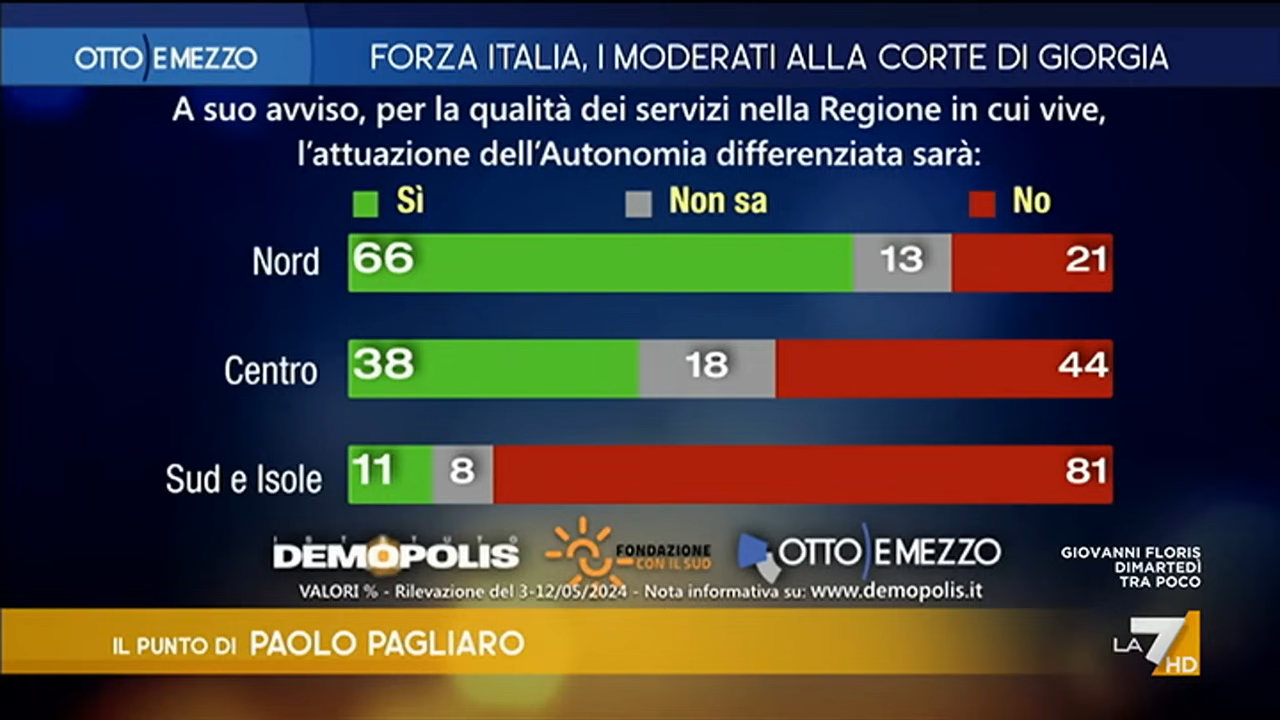 OTTO E MEZZO
FORZA ITALIA, I MODERATI ALLA CORTE DI GIORGIA
A suo avviso, per la qualità dei servizi nella Regione in cui vive,
l'attuazione dell'Autonomia differenziata sarà:
Sì Non sa No
Nord 66 13 21
Centro 38 18 44
Sud e Isole 11 8 81
ISTITUTO
DEMOPOLIS
FONDAZIONE
CON IL SUD
OTTO E MEZZO
VALORI % - Rilevazione del 3-12/05/2024 - Nota informativa su: www.demopolis.it
GIOVANNI FLORIS
DIMARTEDÌ
TRA POCO
IL PUNTO DI PAOLO PAGLIARO
LA 7 HD